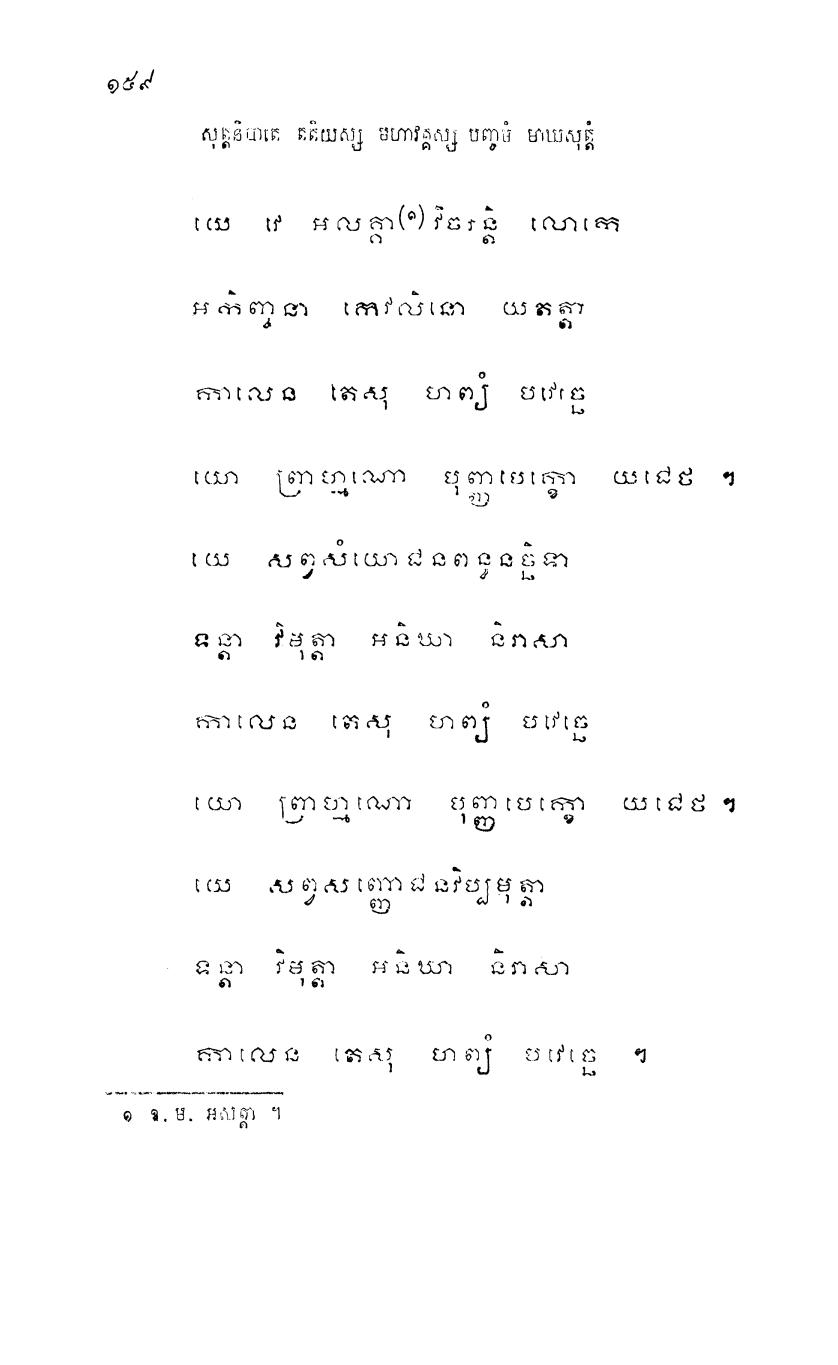 ១៥៩
សុត្តនិបាតេ តតិយស្ស មហាវគ្គស្ស បញ្ចមំ មាឃសុត្តំ
យេ វេ អលគ្គា(១) វិចរន្តិ លោកេ
អកិញ្ចនា កេវលិនោ យតត្តា
កាលេន តេសុ ហព្យំ បវេច្ឆេ
យោ ព្រាហ្មណោ បុញ្ញបេក្ខោ យជេថ ៗ
យេ សព្វសំយោជនពន្ធនច្ឆិទា
ទន្តា វិមុត្តា អនិឃា និរាសា
កាលេន តេសុ ហព្យំ បវេច្ឆេ
យោ ព្រាហ្មណោ បុញ្ញបេក្ខោ យជេថ ៗ
យេ សព្វសញ្ញោជនវិប្បមុត្តា
ទន្តា វិមុត្តា អនិឃា និរាសា
កាលេន តេសុ ហព្យំ បវេច្ឆេ ៗ
១ ឱ.ម. អសត្តា ។